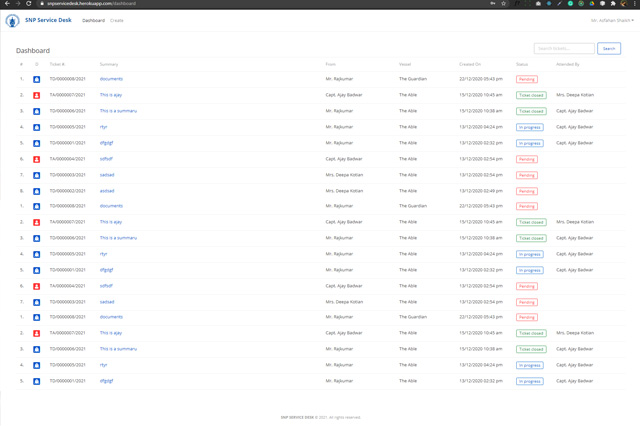 snpservicedesk.herokuapp.com/dashboard
SNP Service Desk Dashboard Create Mr. Azfahan Shaikh
Dashboard Search tickets... Search
# Ticket # Summary From Vessel Created On Status Attended By
1. TD/0000008/2021 documents Mr. Rajkumar The Guardian 22/12/2020 05:43 pm Pending
2. TA/0000007/2021 This is ajay Capt. Ajay Badwar The Able 15/12/2020 10:45 am Ticket closed Mrs. Deepa Kotian
3. TD/0000006/2021 This is a summaru Mr. Rajkumar The Able 15/12/2020 10:38 am Ticket closed Capt. Ajay Badwar
4. TD/0000005/2021 rtyr Mr. Rajkumar The Able 13/12/2020 04:24 pm In progress Capt. Ajay Badwar
5. TD/0000001/2021 dfgdgf Mr. Rajkumar The Able 13/12/2020 02:32 pm In progress Capt. Ajay Badwar
6. TA/0000004/2021 sdfsdf Capt. Ajay Badwar The Able 13/12/2020 02:54 pm Pending
7. TD/0000003/2021 sadsad Mrs. Deepa Kotian The Able 13/12/2020 02:54 pm Pending
8. TD/0000002/2021 asdsad Mrs. Deepa Kotian The Able 13/12/2020 02:48 pm Pending
1. TD/0000008/2021 documents Mr. Rajkumar The Guardian 22/12/2020 05:43 pm Pending
2. TA/0000007/2021 This is ajay Capt. Ajay Badwar The Able 15/12/2020 10:45 am Ticket closed Mrs. Deepa Kotian
3. TD/0000006/2021 This is a summaru Mr. Rajkumar The Able 15/12/2020 10:38 am Ticket closed Capt. Ajay Badwar
4. TD/0000005/2021 rtyr Mr. Rajkumar The Able 13/12/2020 04:24 pm In progress Capt. Ajay Badwar
5. TD/0000001/2021 dfgdgf Mr. Rajkumar The Able 13/12/2020 02:32 pm In progress Capt. Ajay Badwar
6. TA/0000004/2021 sdfsdf Capt. Ajay Badwar The Able 13/12/2020 02:54 pm Pending
7. TD/0000003/2021 sadsad Mrs. Deepa Kotian The Able 13/12/2020 02:54 pm Pending
1. TD/0000008/2021 documents Mr. Rajkumar The Guardian 22/12/2020 05:43 pm Pending
2. TA/0000007/2021 This is ajay Capt. Ajay Badwar The Able 15/12/2020 10:45 am Ticket closed Mrs. Deepa Kotian
3. TD/0000006/2021 This is a summaru Mr. Rajkumar The Able 15/12/2020 10:38 am Ticket closed Capt. Ajay Badwar
4. TD/0000005/2021 rtyr Mr. Rajkumar The Able 13/12/2020 04:24 pm In progress Capt. Ajay Badwar
5. TD/0000001/2021 dfgdgf Mr. Rajkumar The Able 13/12/2020 02:32 pm In progress Capt. Ajay Badwar
SNP SERVICE DESK © 2021. All rights reserved.